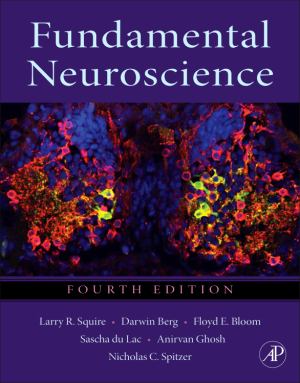 Fundamental
Neuroscience
FOURTH EDITION
Larry R. Squire • Darwin Berg • Floyd E. Bloom
Sascha du Lac • Anirvan Ghosh
Nicholas C. Spitzer
AP